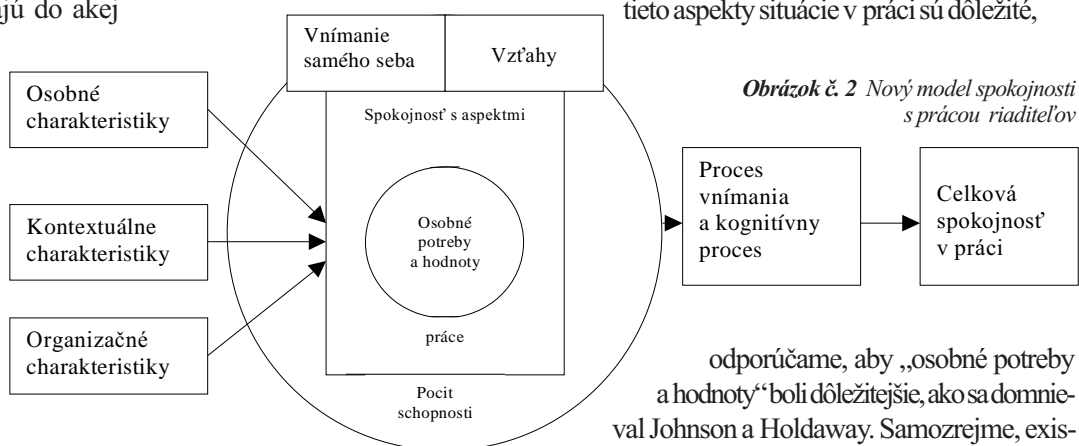 ajú do akej
tieto aspekty situácie v práci sú dôležité,
Obrázok č. 2 Nový model spokojnosti
s prácou riaditeľov
Osobné
charakteristiky
Kontextuálne
charakteristiky
Organizačné
charakteristiky
Vnímanie
samého seba
Vzťahy
Spokojnosť s aspektmi
Osobné
potreby
a hodnoty
práce
Pocit
schopnosti
Proces
vnímania
a kognitívny
proces
Celková
spokojnosť
v práci
odporúčame, aby „osobné potreby
a hodnoty“ boli dôležitejšie, ako sa domnie-
val Johnson a Holdaway. Samozrejme, exis-